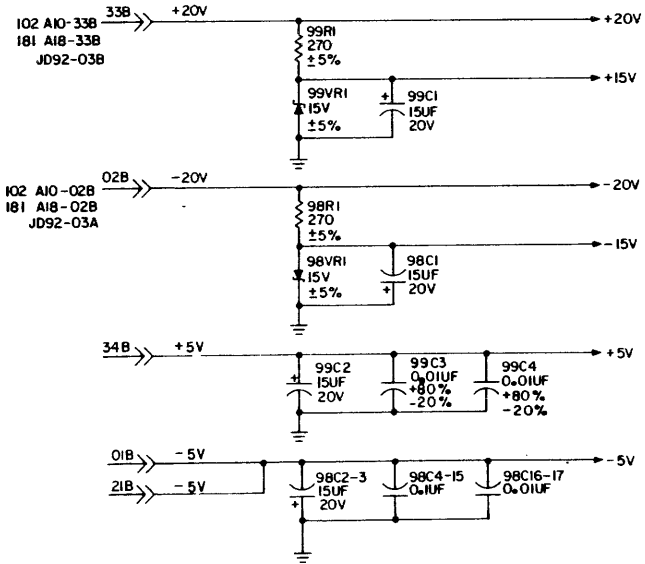 33B +20V +20V
102 A10-33B
181 A18-33B
JD92-03B
99R1
270
±5%
+15V
99VR1
15V
±5%
+ 99C1
15UF
20V
02B -20V -20V
102 A10-02B
181 A18-02B
JD92-03A
98R1
270
±5%
-15V
98VR1
15V
±5%
98C1
15UF
+ 20V
34B +5V +5V
+ 99C2
15UF
20V
99C3
0.01UF
+80%
-20%
99C4
0.01UF
+80%
-20%
01B -5V -5V
21B -5V
98C2-3
15UF
+ 20V
98C4-15
0.1UF
98C16-17
0.01UF